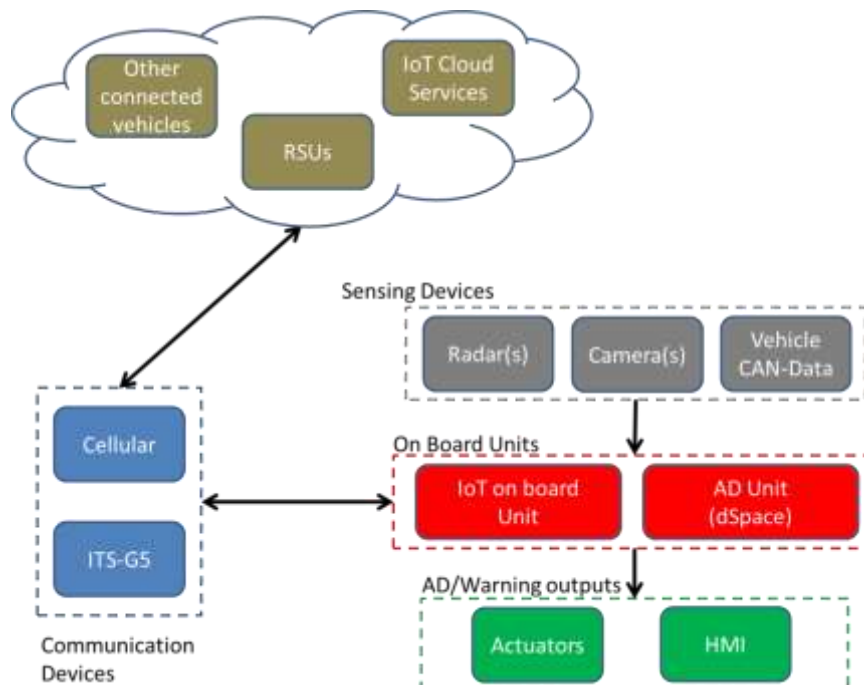 Other
connected
vehicles
IoT Cloud
Services
RSUs
Sensing Devices
Radar(s)
Camera(s)
Vehicle
CAN-Data
On Board Units
IoT on board
Unit
AD Unit
(dSpace)
Cellular
ITS-G5
Communication
Devices
AD/Warning outputs
Actuators
HMI